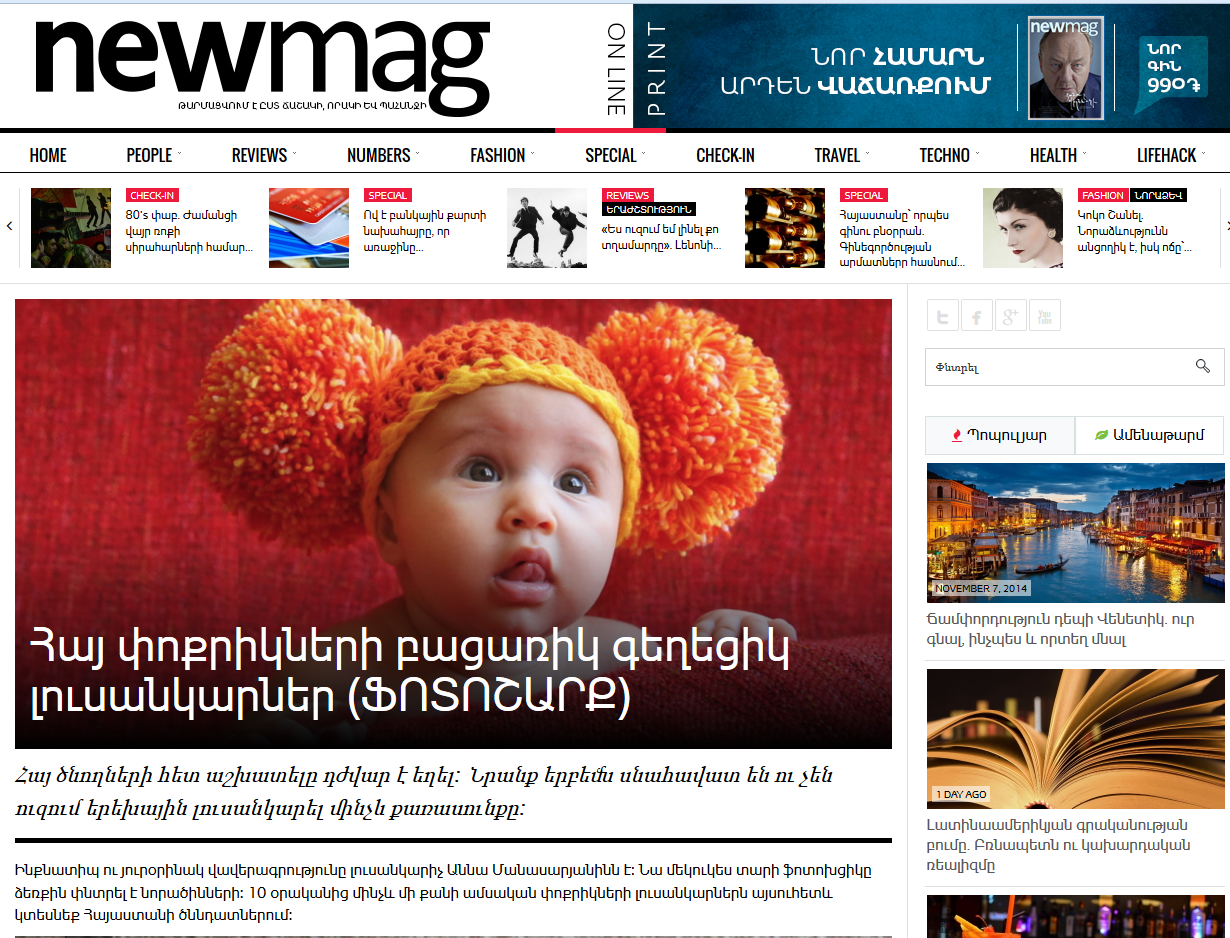 newmag
ԹԱՐՄԱՑՎՈՒՄ Է ԸՍՏ ՃԱՇԱԿԻ, ՈՐԱԿԻ ԵՎ ՊԱՀԱՆՋԻ
ONLINE
PRINT
ՆՈՐ ՀԱՄԱՐՆ
ԱՐԴԵՆ ՎԱՃԱՌՔՈՒՄ
newmag
ՆՈՐ
ԳԻՆ
990֏
HOME PEOPLE REVIEWS NUMBERS FASHION SPECIAL CHECK-IN TRAVEL TECHNO HEALTH LIFEHACK
CHECK-IN
80՚s փաբ. Ժամանցի
վայր ռոքի
սիրահարների համար...
SPECIAL
Ով է բանկային քարտի
նախահայրը, որ
առաջինը...
REVIEWS
ԵՐԱԺՇՏՈՒԹՅՈՒՆ
«Ես ուզում եմ լինել քո
տղամարդը». Լենոնի...
SPECIAL
Հայաստանը՝ որպես
գինու բնօրրան.
Գինեգործության
արմատները հասնում...
FASHION ՆՈՐԱՁԵՎ
Կոկո Շանել.
Նորաձևությունն
անցողիկ է, իսկ ոճը՝...
Հայ փոքրիկների բացառիկ գեղեցիկ
լուսանկարներ (ՖՈՏՈՇԱՐՔ)
Հայ ծնողների հետ աշխատելը դժվար է եղել: Նրանք երբեմն սնահավատ են ու չեն
ուզում երեխային լուսանկարել մինչև քառասունքը:
Ինքնատիպ ու յուրօրինակ վավերագրությունը լուսանկարիչ Աննա Մանասարյանինն է: Նա մեկուկես տարի ֆոտոխցիկը
ձեռքին փնտրել է նորածինների: 10 օրականից մինչև մի քանի ամսական փոքրիկների լուսանկարներն այսուհետև
կտեսնեք Հայաստանի ծննդատներում:
Փնտրել
Պոպուլյար
Ամենաթարմ
NOVEMBER 7, 2014
Ճամփորդություն դեպի Վենետիկ. ուր
գնալ, ինչպես և որտեղ մնալ
1 DAY AGO
Լատինաամերիկյան գրականության
բումը. Բռնապետն ու կախարդական
ռեալիզմը